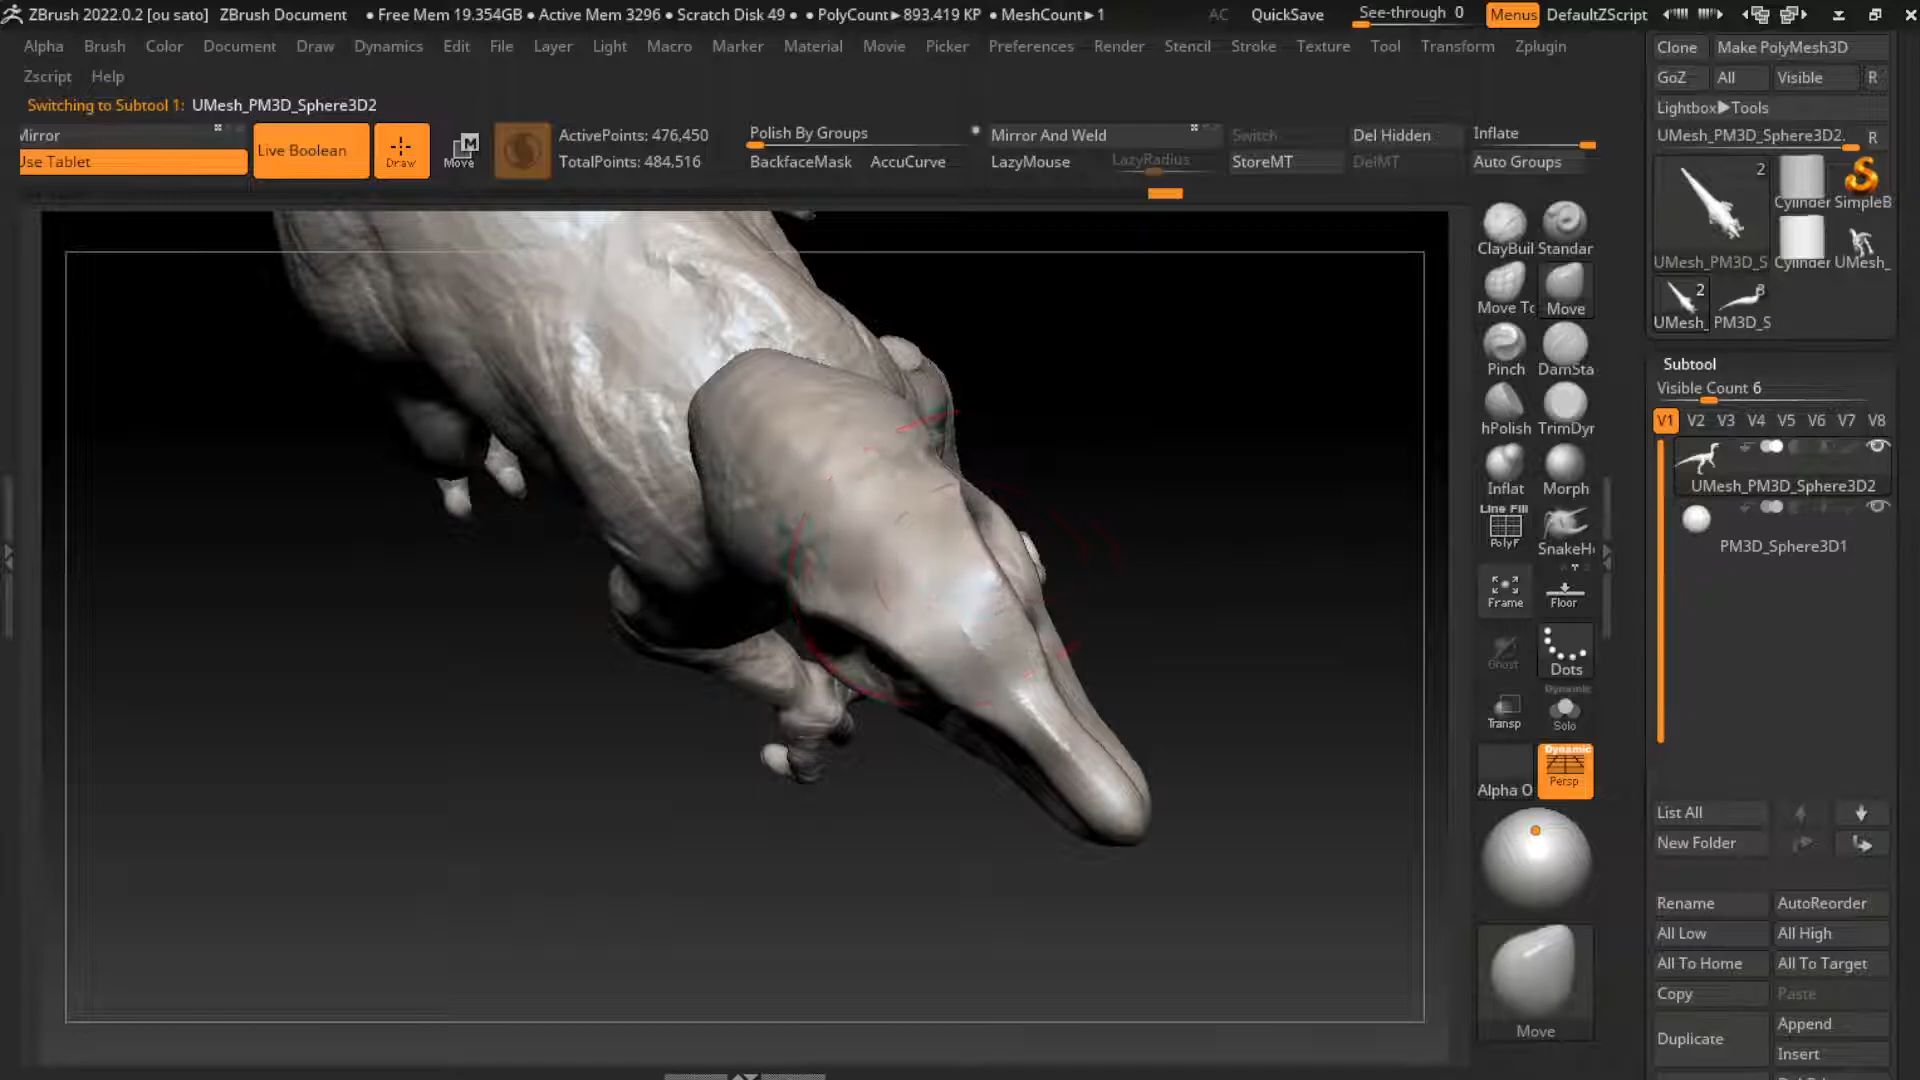 ZBrush 2022.0.2 [ou sato] ZBrush Document • Free Mem 19.354GB • Active Mem 3296 • Scratch Disk 49 • • PolyCount▸ 893.419 KP • MeshCount▸ 1 AC QuickSave See-through 0 Menus DefaultZScript
Alpha Brush Color Document Draw Dynamics Edit File Layer Light Macro Marker Material Movie Picker Preferences Render Stencil Stroke Texture Tool Transform Zplugin
Zscript Help
Switching to Subtool 1: UMesh_PM3D_Sphere3D2
Mirror
Use Tablet
Live Boolean
Draw
Move
ActivePoints: 476,450
TotalPoints: 484,516
Polish By Groups
BackfaceMask AccuCurve
Mirror And Weld
LazyMouse LazyRadius
Switch Del Hidden
StoreMT DelMT
Inflate
Auto Groups
ClayBuil Standar
Move To Move
Pinch DamSta
hPolish TrimDyr
Inflat Morph
Line Fill
PolyF SnakeH
Frame Floor
Ghost Dots
Dynamic
Transp Solo
Dynamic
Alpha O Persp
Move
Clone Make PolyMesh3D
GoZ All Visible R
Lightbox▸Tools
UMesh_PM3D_Sphere3D2. R
2
Cylinder SimpleB
UMesh_PM3D_S Cylinder UMesh_
2 3
UMesh_ PM3D_S
Subtool
Visible Count 6
V1 V2 V3 V4 V5 V6 V7 V8
UMesh_PM3D_Sphere3D2
PM3D_Sphere3D1
List All
New Folder
Rename AutoReorder
All Low All High
All To Home All To Target
Copy Paste
Duplicate Append
Insert